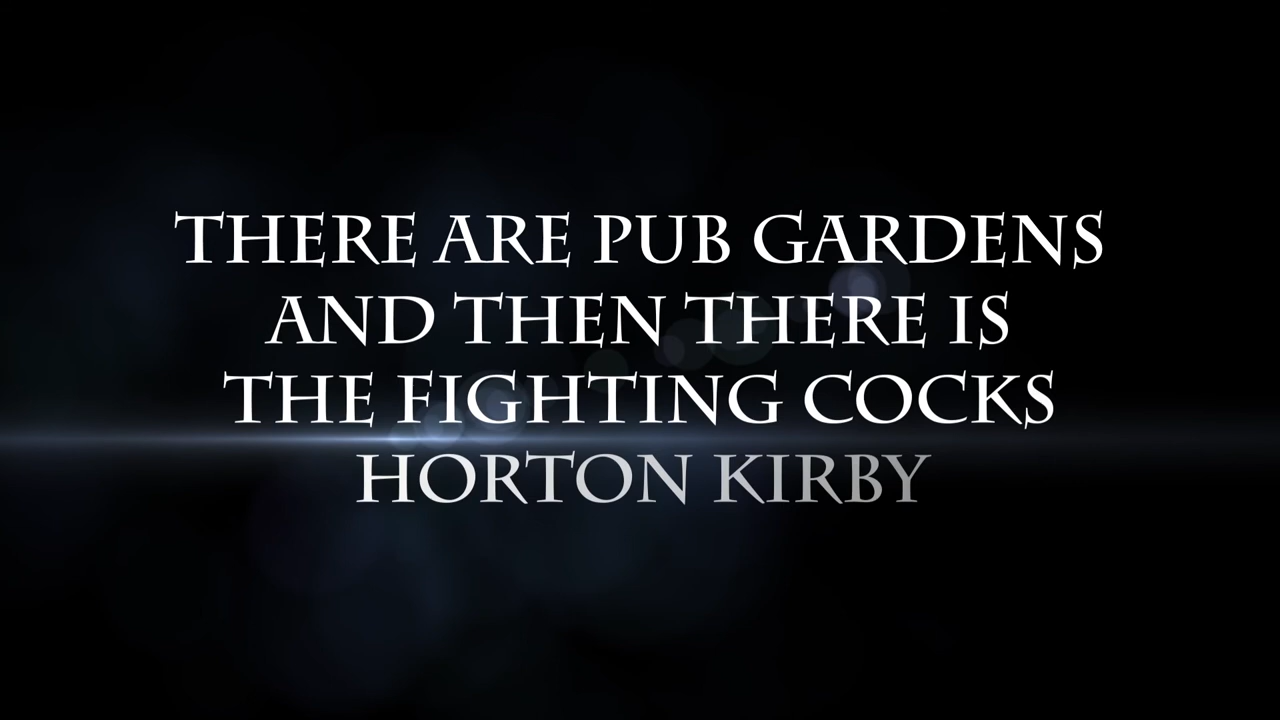 THERE ARE PUB GARDENS
AND THEN THERE IS
THE FIGHTING COCKS
HORTON KIRBY